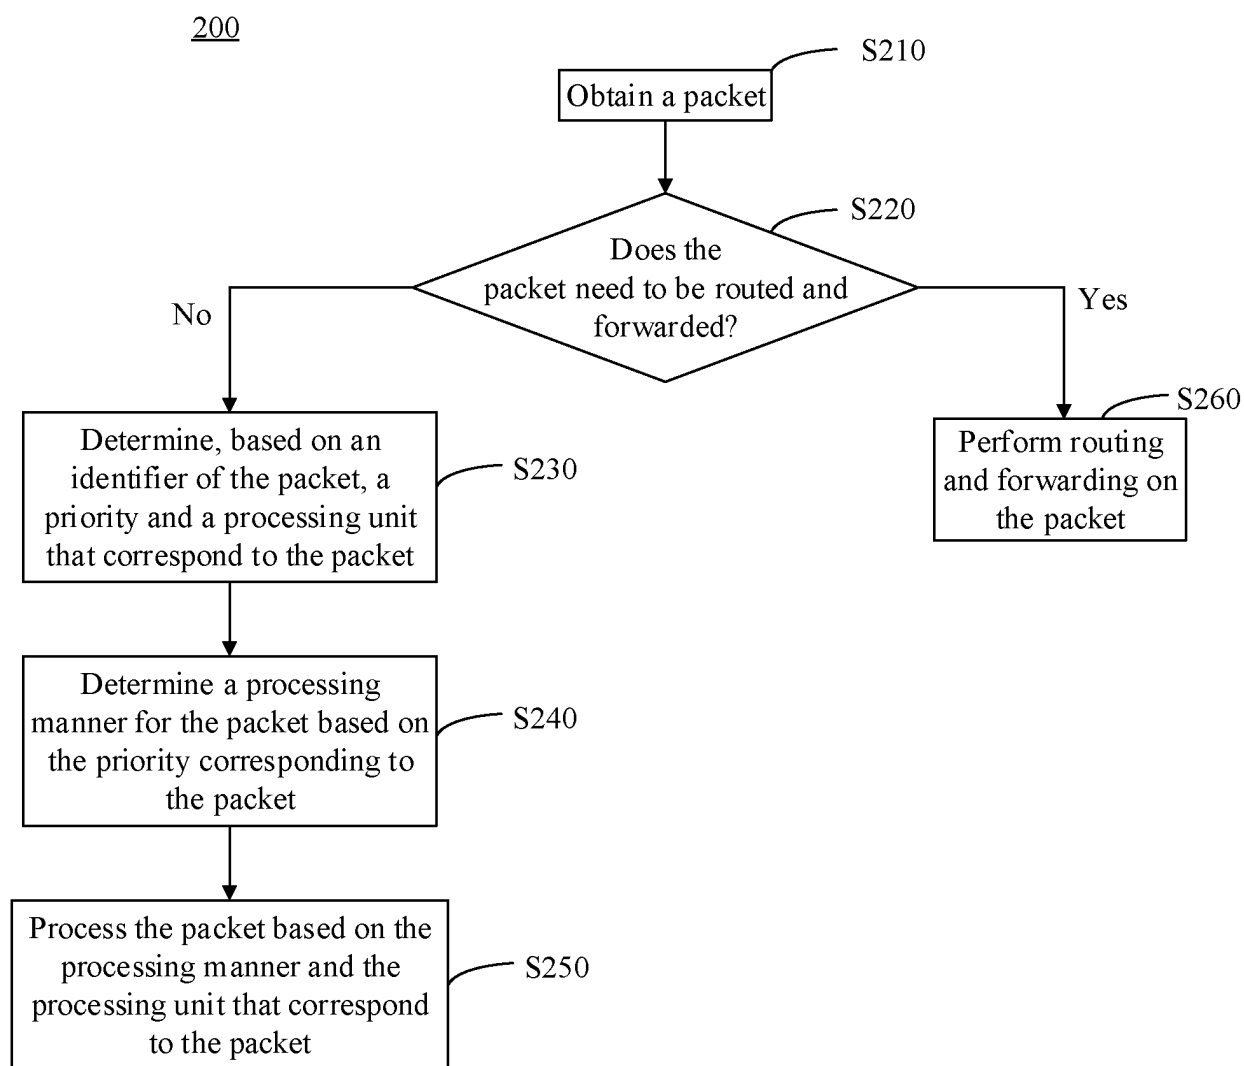 200
S210
Obtain a packet
S220
Does the
packet need to be routed and
forwarded?
No
Yes
S260
Perform routing
and forwarding on
the packet
Determine, based on an
identifier of the packet, a
priority and a processing unit
that correspond to the packet
S230
Determine a processing
manner for the packet based on
the priority corresponding to
the packet
S240
Process the packet based on the
processing manner and the
processing unit that correspond
to the packet
S250